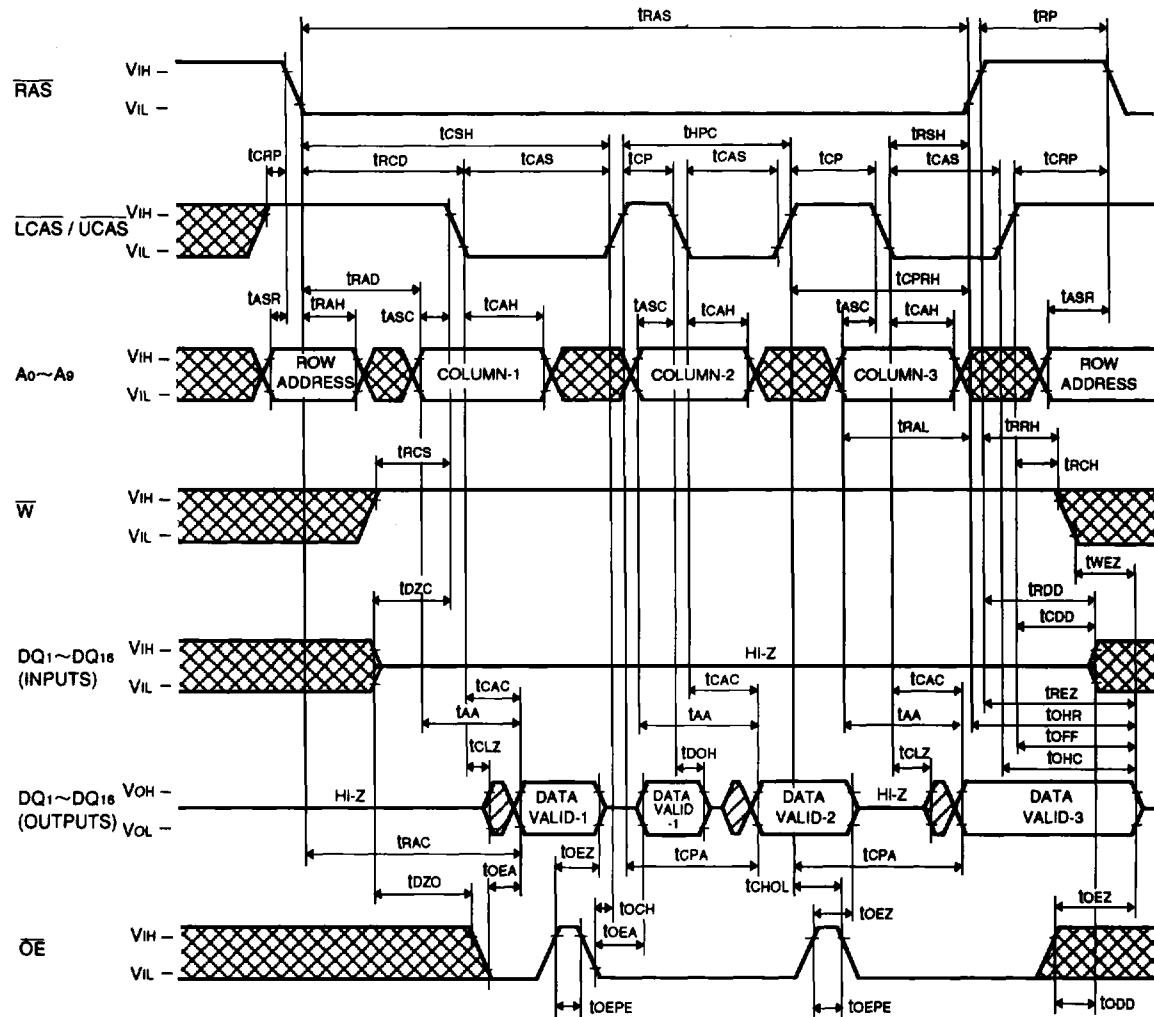 tRAS tRP
VIH
RAS
VIL
tCSH tHPC tRSH
tCRP tRCD tCAS tCP tCAS tCP tCAS tCRP
VIH
LCAS / UCAS
VIL
tRAD tCPRH
tASR tRAH tASC tCAH tASC tCAH tASC tCAH tASR
VIH
A0~A9
VIL
ROW ADDRESS COLUMN-1 COLUMN-2 COLUMN-3 ROW ADDRESS
tRAL tRRH
tRCS tRCH
VIH
W
VIL
tWEZ
tDZC tRDD
tCDD
VIH
DQ1~DQ16
(INPUTS)
VIL
Hi-Z
tCAC tCAC tCAC tREZ
tAA tAA tAA tOHR
tCLZ tDOH tCLZ tOFF
tOHC
VOH
DQ1~DQ16
(OUTPUTS)
VOL
Hi-Z DATA VALID-1 DATA VALID -1 DATA VALID-2 Hi-Z DATA VALID-3
tRAC tOEZ tCPA tCPA
tOEA
tDZO tCHOL tOEZ
tOCH tOEZ
tOEA
VIH
OE
VIL
tOEPE tOEPE tODD